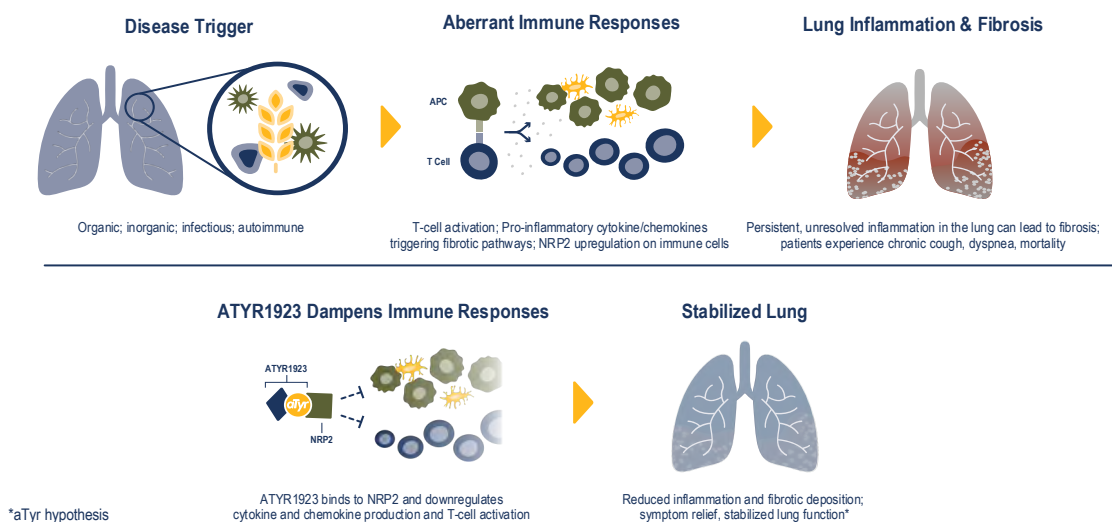 Disease Trigger
Aberrant Immune Responses
Lung Inflammation & Fibrosis
APC
T Cell
Organic; inorganic; infectious; autoimmune
T-cell activation; Pro-inflammatory cytokine/chemokines
triggering fibrotic pathways; NRP2 upregulation on immune cells
Persistent, unresolved inflammation in the lung can lead to fibrosis;
patients experience chronic cough, dyspnea, mortality
ATYR1923 Dampens Immune Responses
Stabilized Lung
ATYR1923
aTyr
NRP2
ATYR1923 binds to NRP2 and downregulates
cytokine and chemokine production and T-cell activation
Reduced inflammation and fibrotic deposition;
symptom relief, stabilized lung function*
*aTyr hypothesis